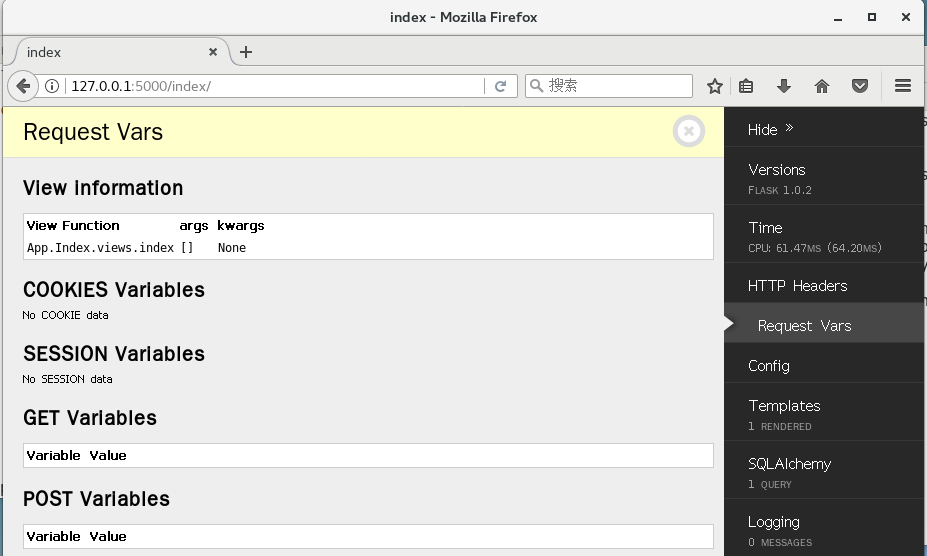 index - Mozilla Firefox
index
127.0.0.1:5000/index/
搜索
Request Vars
View information
View Function args kwargs
App.Index.views.index [] None
COOKIES Variables
No COOKIE data
SESSION Variables
No SESSION data
GET Variables
Variable Value
POST Variables
Variable Value
Hide »
Versions
FLASK 1.0.2
Time
CPU: 61.47MS (64.20MS)
HTTP Headers
Request Vars
Config
Templates
1 RENDERED
SQLAlchemy
1 QUERY
Logging
0 MESSAGES